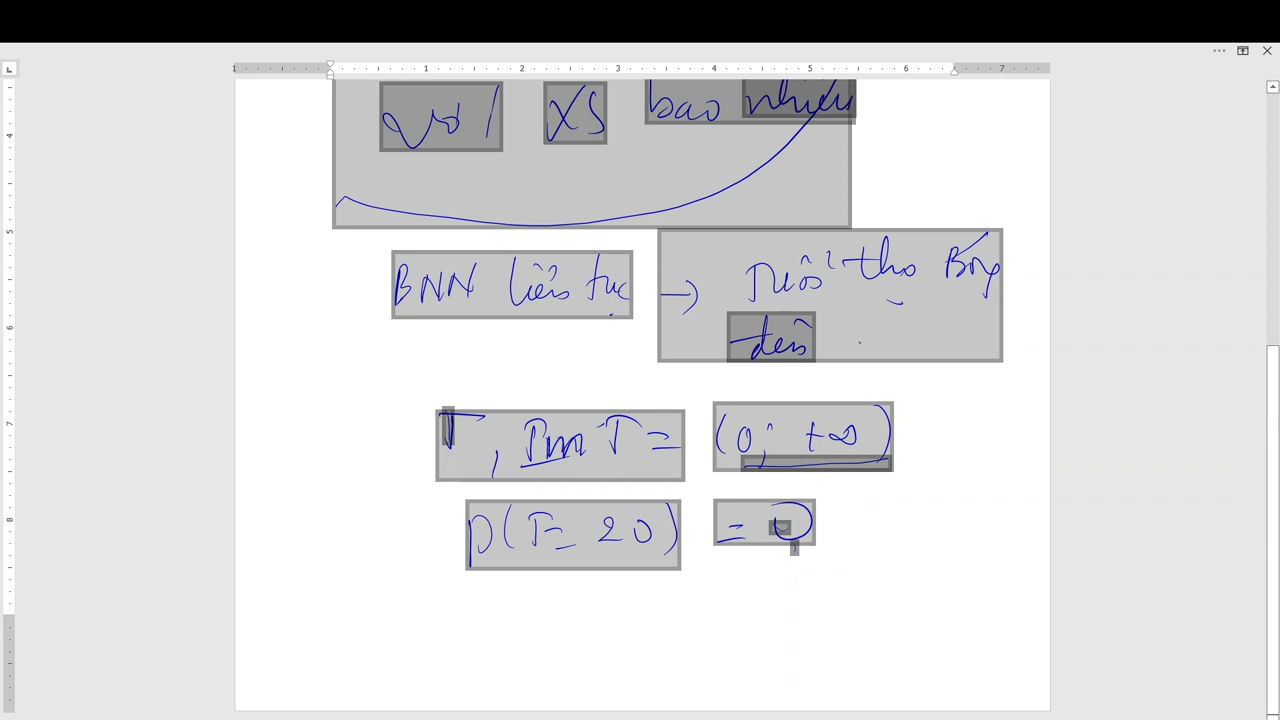 với XS bao nhiêu
BNN liên tục → Tuổi thọ Bóng
đèn
T, Im T = (0; +∞)
P(T = 20) = 0